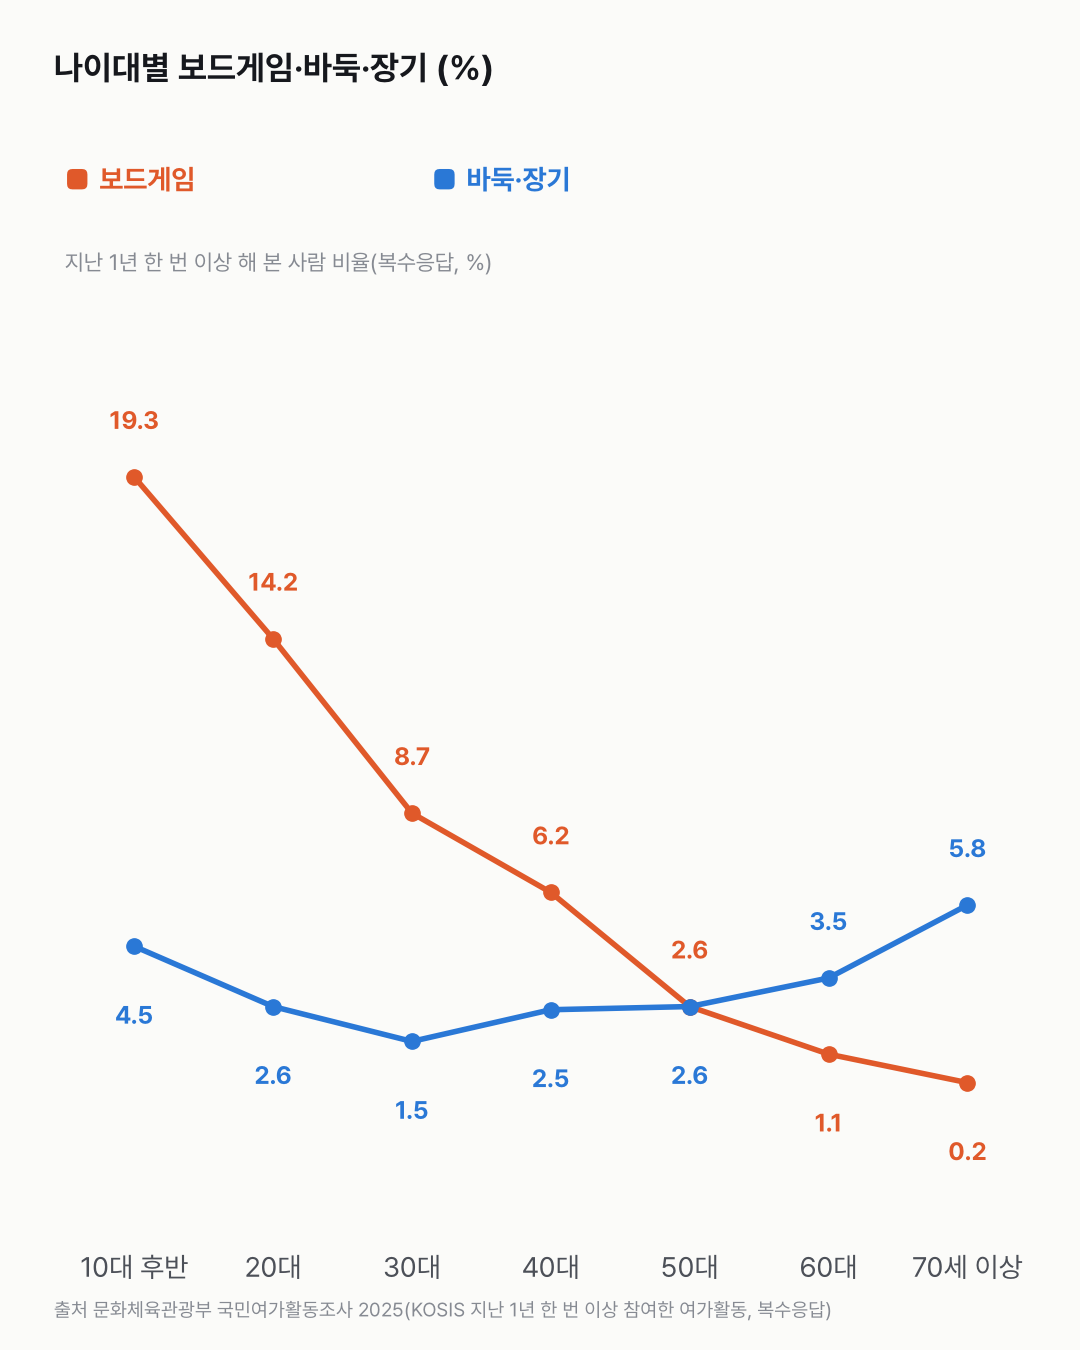 나이대별 보드게임·바둑·장기 (%)
보드게임 바둑·장기
지난 1년 한 번 이상 해 본 사람 비율(복수응답, %)
19.3
14.2
8.7
6.2
5.8
3.5
2.6
4.5
2.6
2.6
2.5
1.5
1.1
0.2
10대 후반 20대 30대 40대 50대 60대 70세 이상
출처 문화체육관광부 국민여가활동조사 2025(KOSIS 지난 1년 한 번 이상 참여한 여가활동, 복수응답)